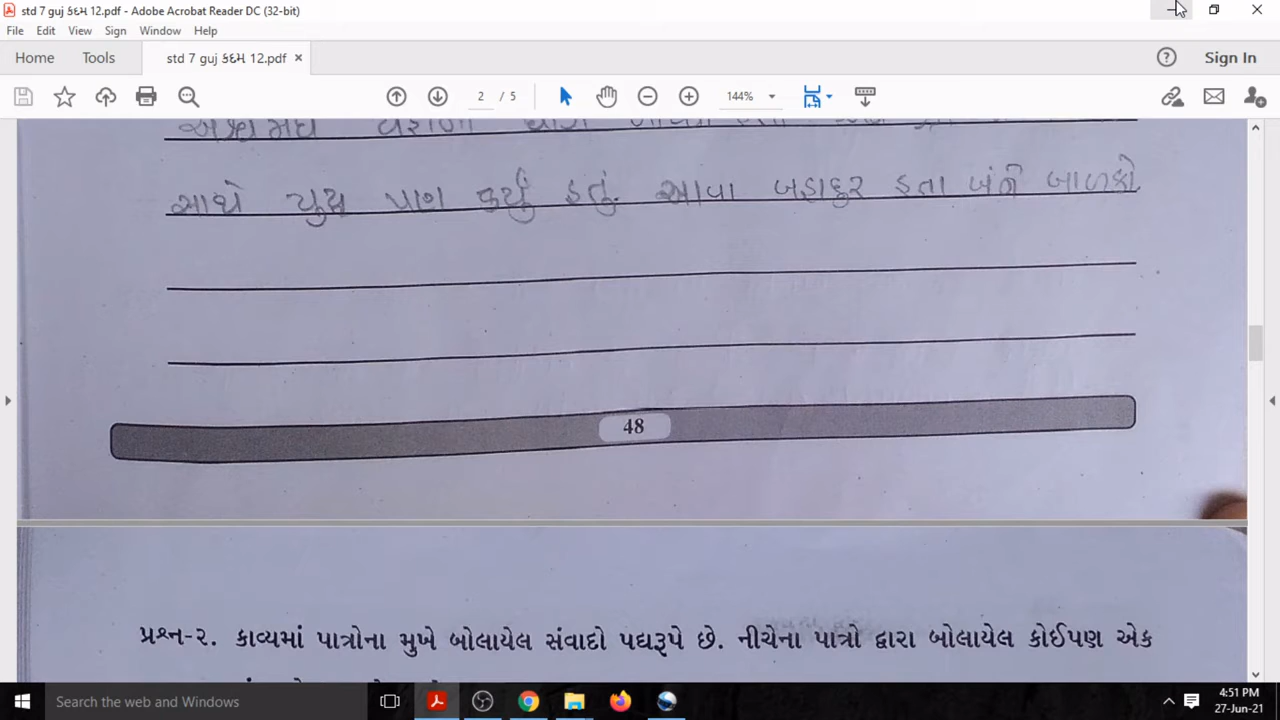 std 7 guj કદમ 12.pdf - Adobe Acrobat Reader DC (32-bit)
File Edit View Sign Window Help
Home Tools std 7 guj કદમ 12.pdf × Sign In
2 / 5 144%
સાથે યુદ્ધ પણ કર્યું હતું. આવા બહાદુર હતા બંને બાળકો
48
પ્રશ્ન-૨. કાવ્યમાં પાત્રોના મુખે બોલાયેલ સંવાદો પદ્યરૂપે છે. નીચેના પાત્રો દ્વારા બોલાયેલ કોઈપણ એક
Search the web and Windows
4:51 PM
27-Jun-21